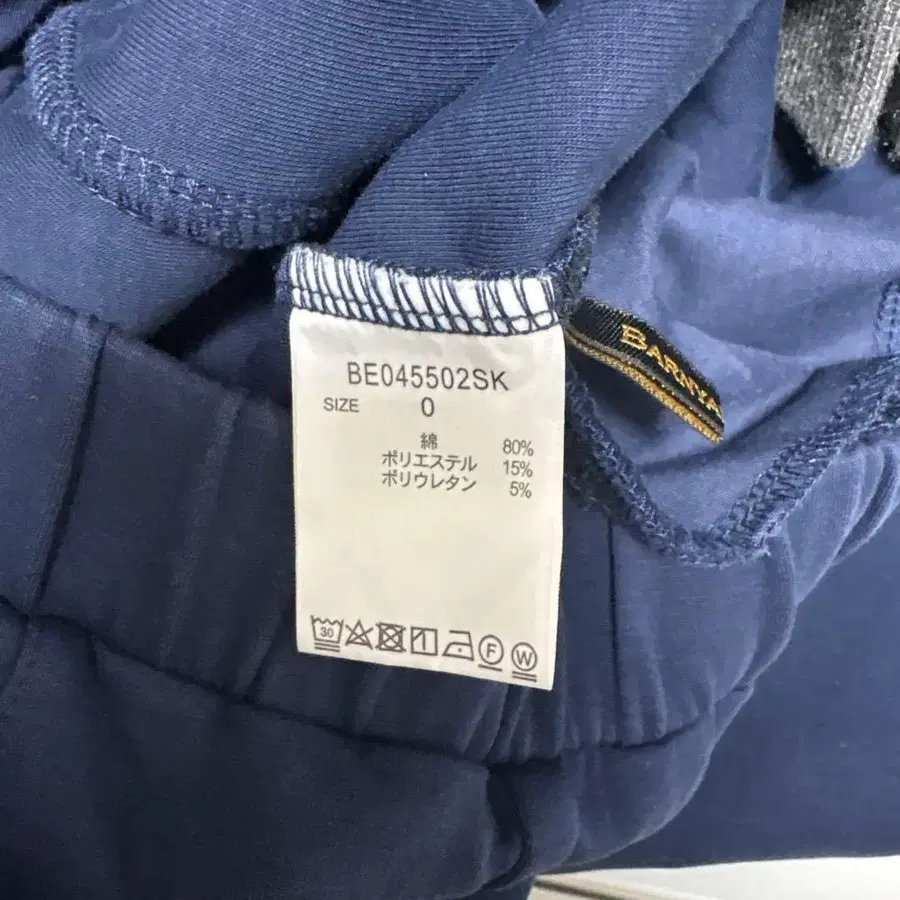 BE045502SK
SIZE 0
綿 80%
ポリエステル 15%
ポリウレタン 5%
30
F
W
BARNYA